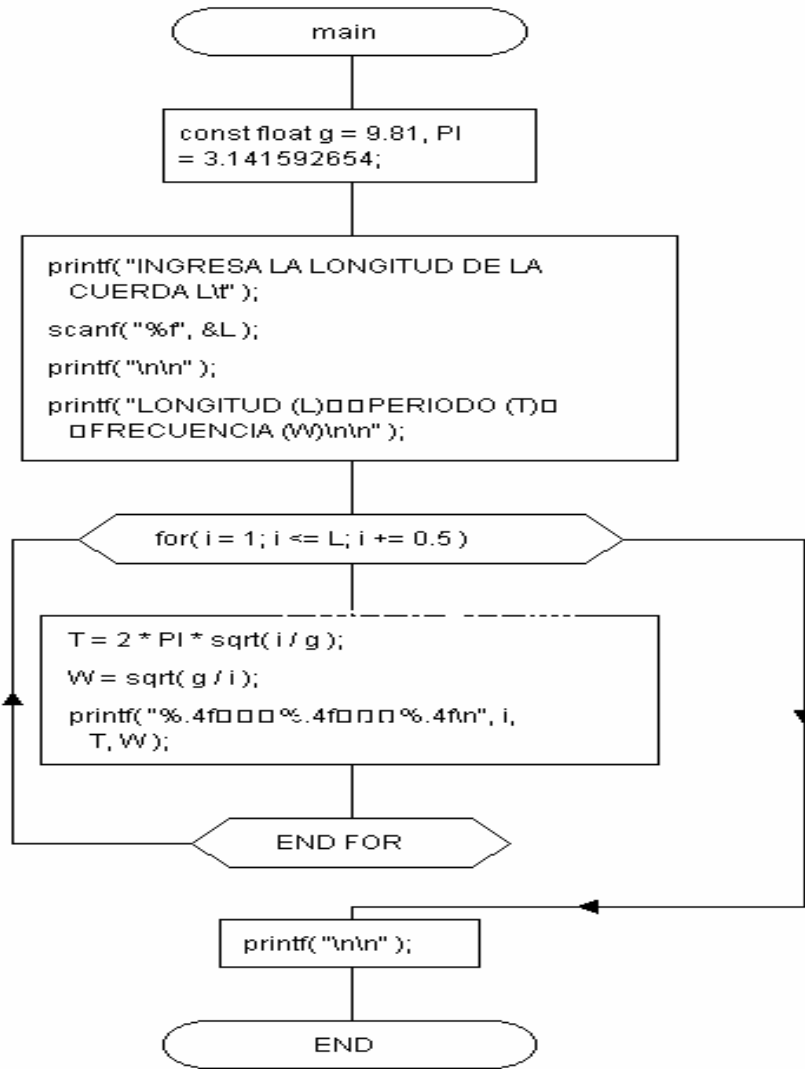 main
const float g = 9.81, PI
= 3.141592654;
printf( "INGRESA LA LONGITUD DE LA
CUERDA L\t" );
scanf( "%f", &L );
printf( "\n\n" );
printf( "LONGITUD (L)□□PERIODO (T)□
□FRECUENCIA (W)\n\n" );
for( i = 1; i <= L; i += 0.5 )
T = 2 * PI * sqrt( i / g );
W = sqrt( g / i );
printf( "%.4f□□□%.4f□□□%.4f\n", i,
T, W );
END FOR
printf( "\n\n" );
END